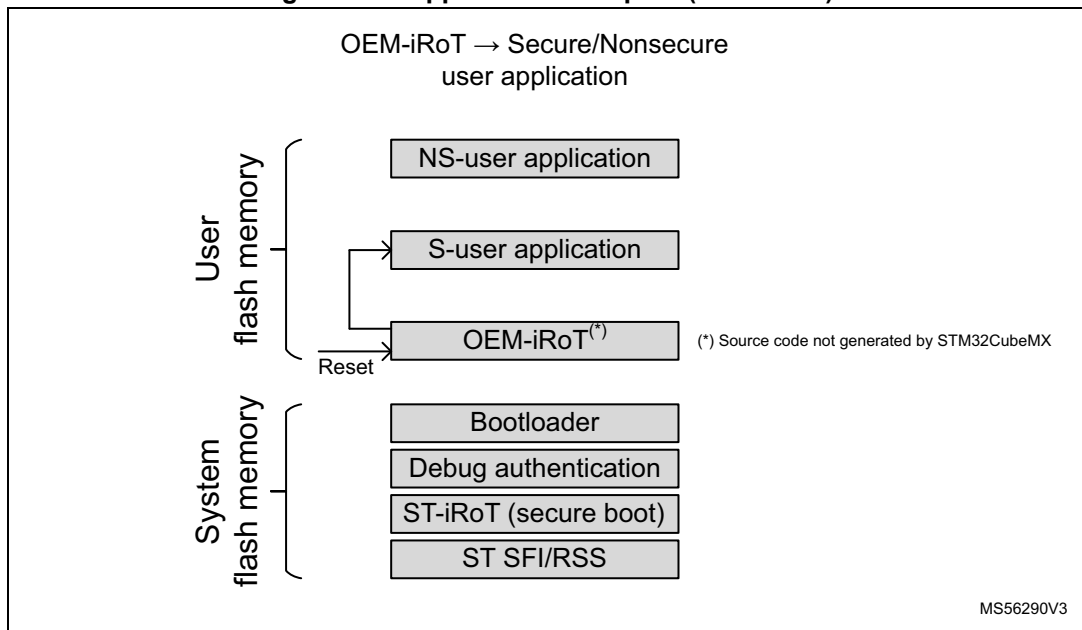 OEM-iRoT → Secure/Nonsecure
user application
User
flash memory
NS-user application
S-user application
OEM-iRoT(*)
(*) Source code not generated by STM32CubeMX
Reset
System
flash memory
Bootloader
Debug authentication
ST-iRoT (secure boot)
ST SFI/RSS
MS56290V3